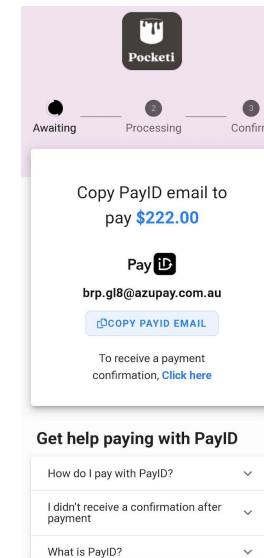 Pocketi
2
3
Awaiting
Processing
Confirm
Copy PayID email to
pay $222.00
Pay iD
brp.gl8@azupay.com.au
COPY PAYID EMAIL
To receive a payment
confirmation, Click here
Get help paying with PayID
How do I pay with PayID?
I didn't receive a confirmation after
payment
What is PayID?